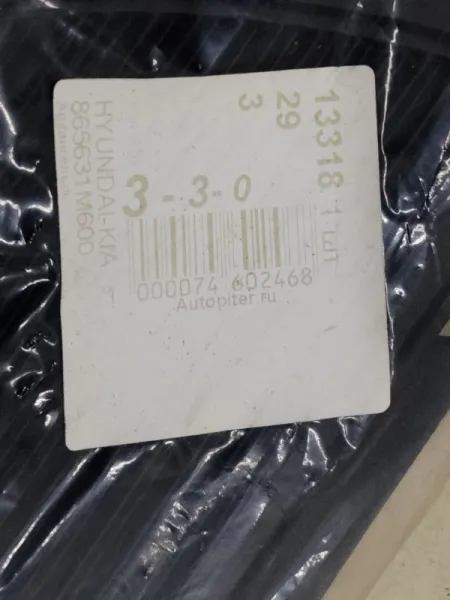 HYUNDAI-KIA
865631M600
13318 1 шт
29
3
3-3-0
000074 602468
Autopiter.ru